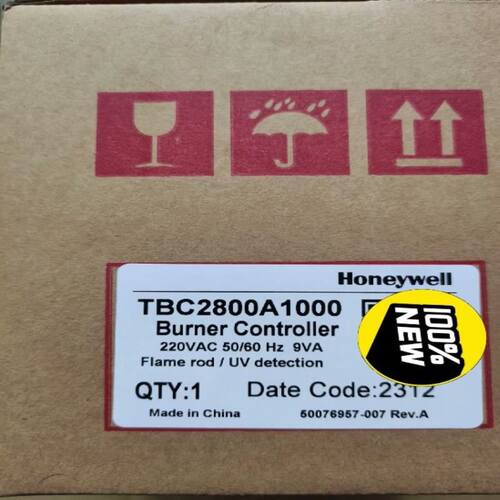 Honeywell
TBC2800A1000
Burner Controller
220VAC 50/60 Hz 9VA
Flame rod / UV detection
QTY:1 Date Code:2312
Made in China 50076957-007 Rev.A
100%
NEW